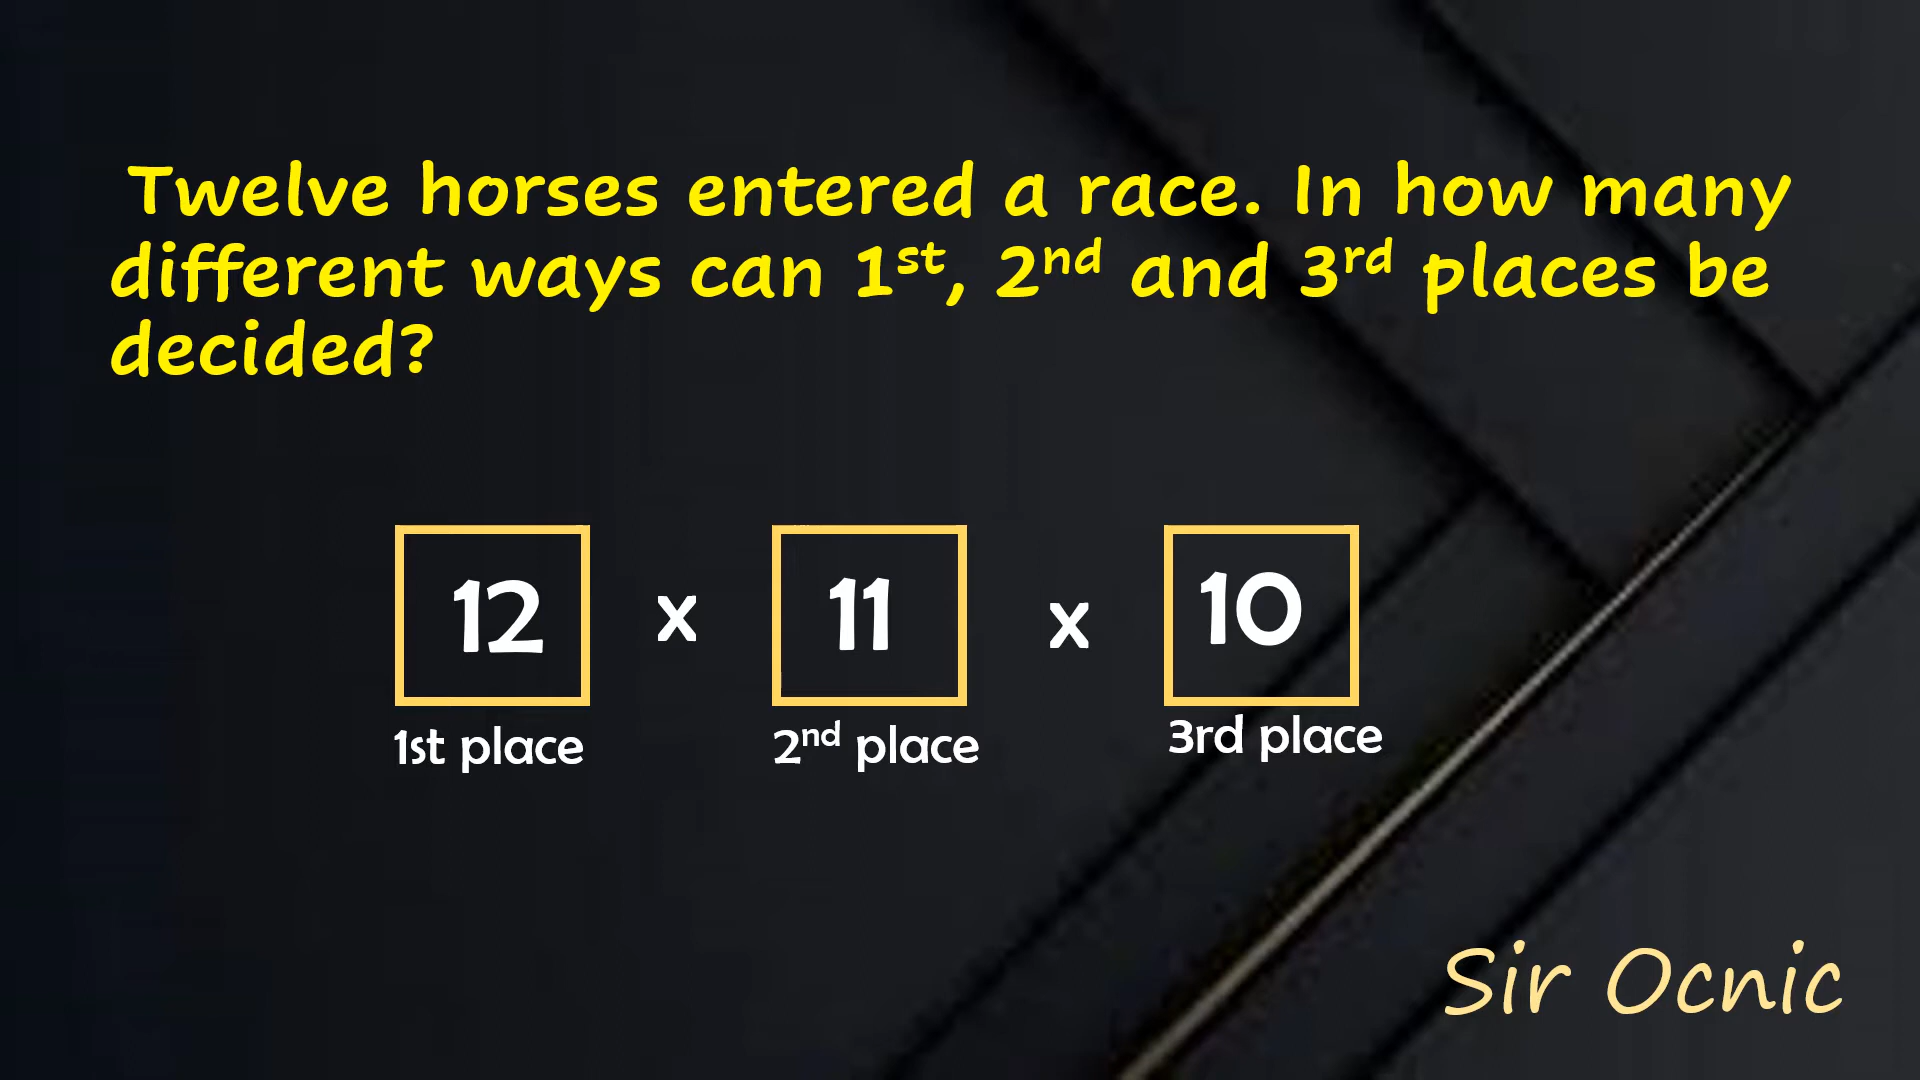 Twelve horses entered a race. In how many
different ways can 1st, 2nd and 3rd places be
decided?
12 x 11 x 10
1st place 2nd place 3rd place
Sir Ocnic